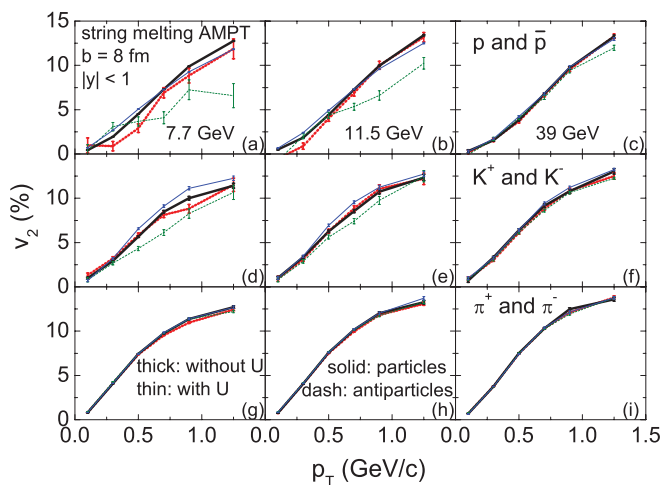 string melting AMPT
b = 8 fm
|y| < 1
p and p̄
15
10
5
0
7.7 GeV
(a)
11.5 GeV
(b)
39 GeV
(c)
K⁺ and K⁻
10
5
0
(d)
(e)
(f)
v₂ (%)
π⁺ and π⁻
10
5
0
thick: without U
thin: with U
(g)
solid: particles
dash: antiparticles
(h)
(i)
0.0 0.5 1.0 0.0 0.5 1.0 0.0 0.5 1.0 1.5
p_T (GeV/c)